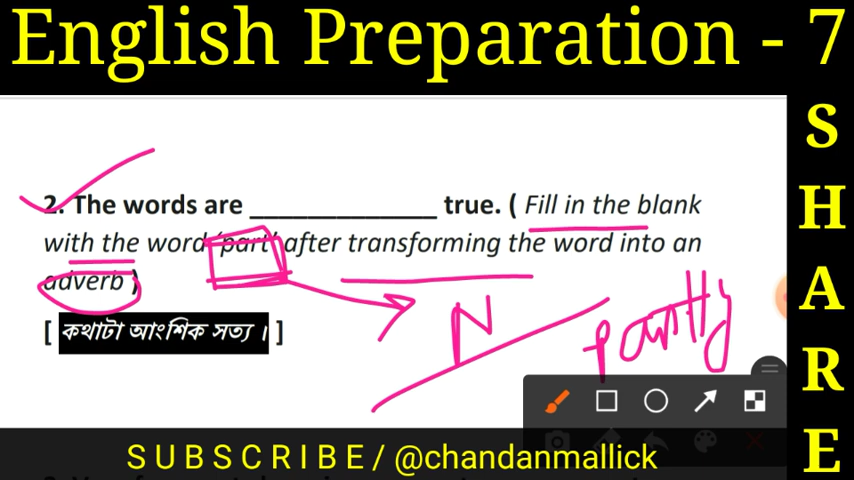 English Preparation - 7
2. The words are ______________ true. ( Fill in the blank
with the word (part) after transforming the word into an
adverb )
[ কথাটা আংশিক সত্য । ]
N
partly
SUBSCRIBE/ @chandanmallick
SHARE